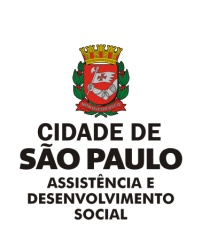 CIDADE DE
SÃO PAULO
ASSISTÊNCIA E
DESENVOLVIMENTO
SOCIAL